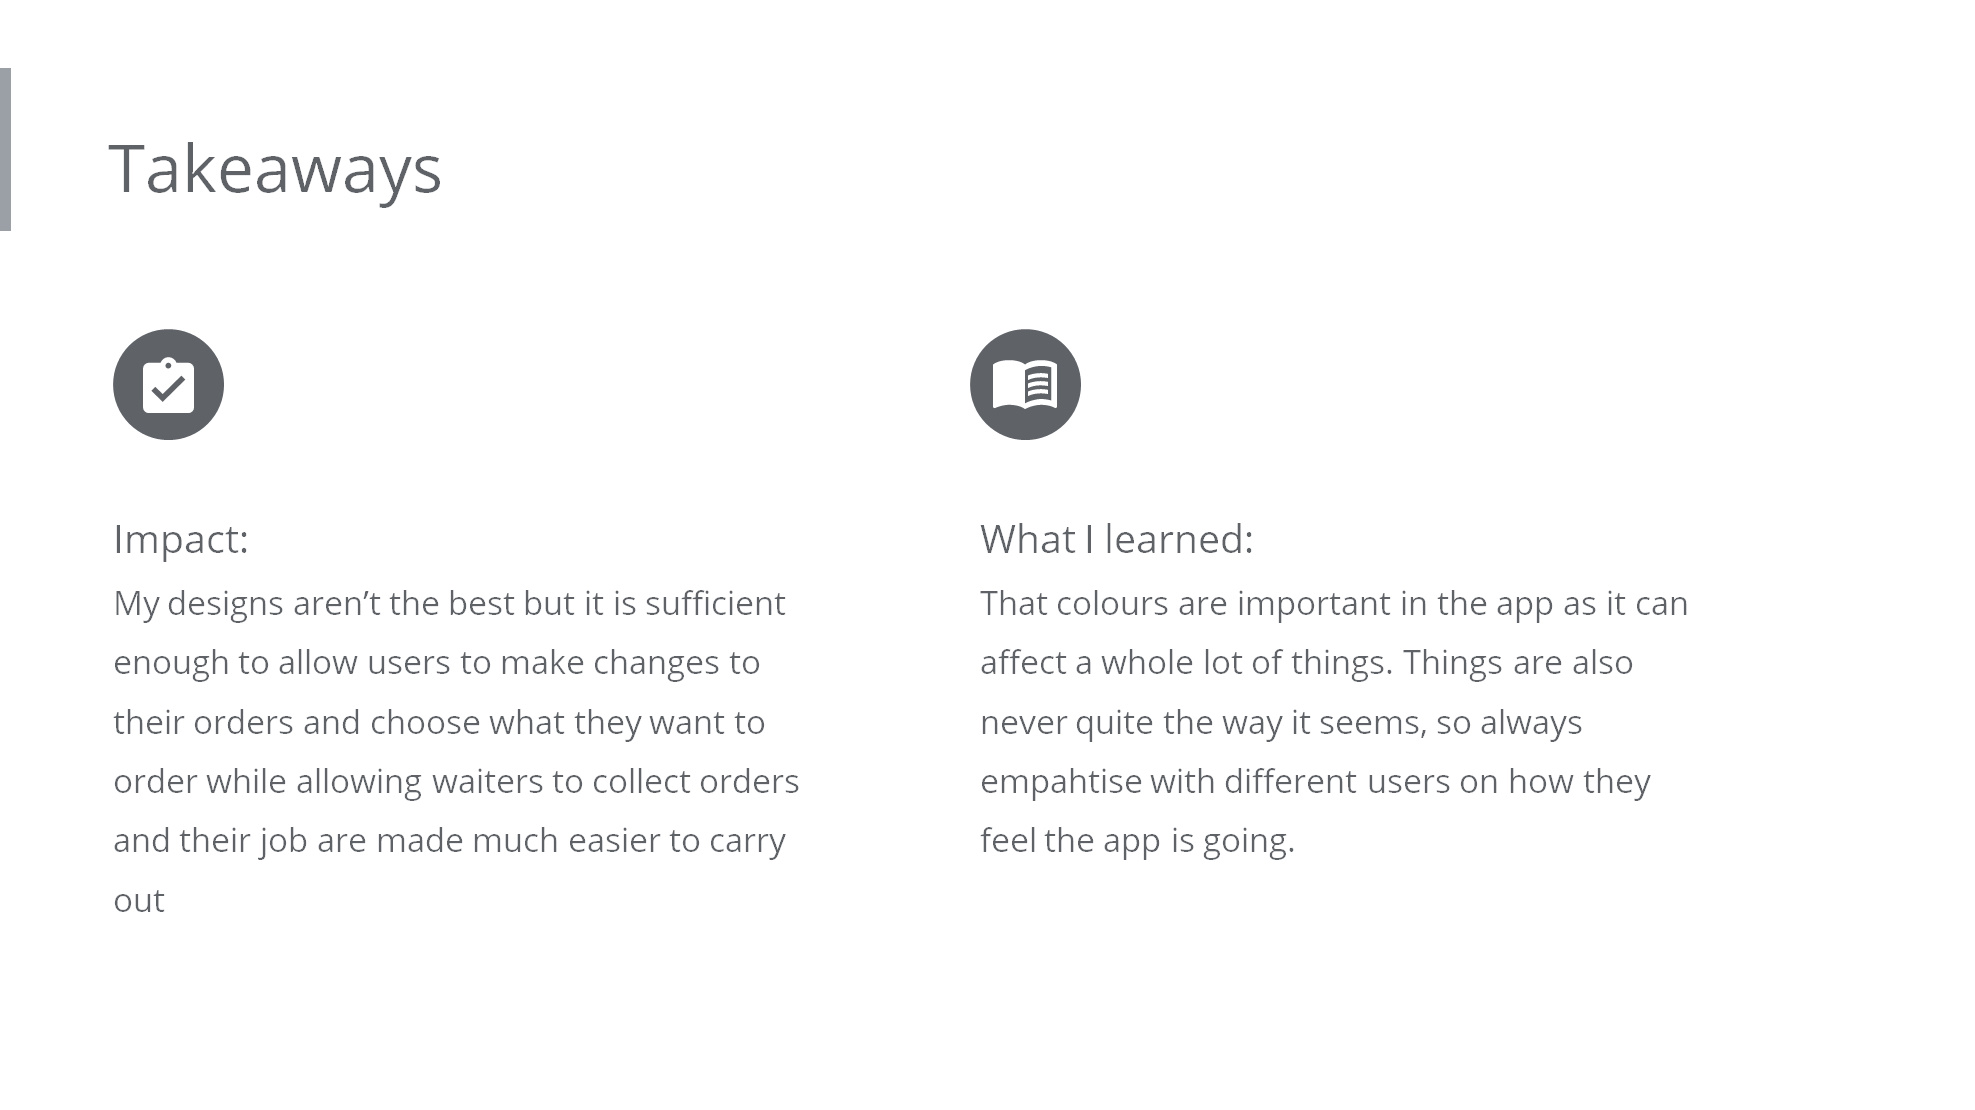 Takeaways
Impact:
My designs aren’t the best but it is sufficient
enough to allow users to make changes to
their orders and choose what they want to
order while allowing waiters to collect orders
and their job are made much easier to carry
out
What I learned:
That colours are important in the app as it can
affect a whole lot of things. Things are also
never quite the way it seems, so always
empahtise with different users on how they
feel the app is going.